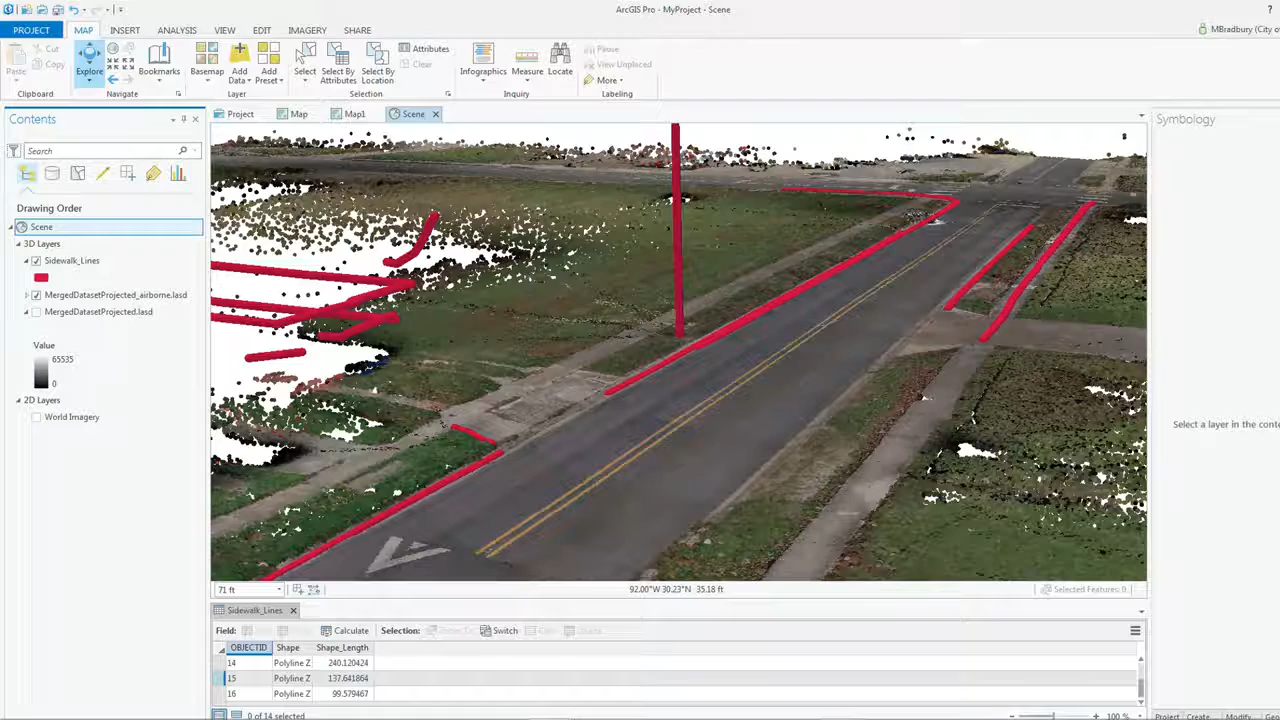 ArcGIS Pro - MyProject - Scene
?
PROJECT MAP INSERT ANALYSIS VIEW EDIT IMAGERY SHARE
MBradbury (City of
Paste Cut Copy
Explore
Bookmarks
Basemap
Add Data
Add Preset
Select
Select By Attributes
Select By Location
Attributes
Clear
Infographics
Measure
Locate
Pause
View Unplaced
More
Clipboard Navigate Layer Selection Inquiry Labeling
Contents
Search
Drawing Order
Scene
3D Layers
Sidewalk_Lines
MergedDatasetProjected_airborne.lasd
MergedDatasetProjected.lasd
Value
65535
0
2D Layers
World Imagery
Project Map Map1 Scene
71 ft
92.00°W 30.23°N 35.18 ft
Selected Features: 0
Sidewalk_Lines
Field: Calculate Selection: Switch
OBJECTID Shape Shape_Length
14 Polyline Z 240.120424
15 Polyline Z 137.641864
16 Polyline Z 99.579467
0 of 14 selected
100 %
Symbology
Select a layer in the conte
Project Create... Modify... Ge